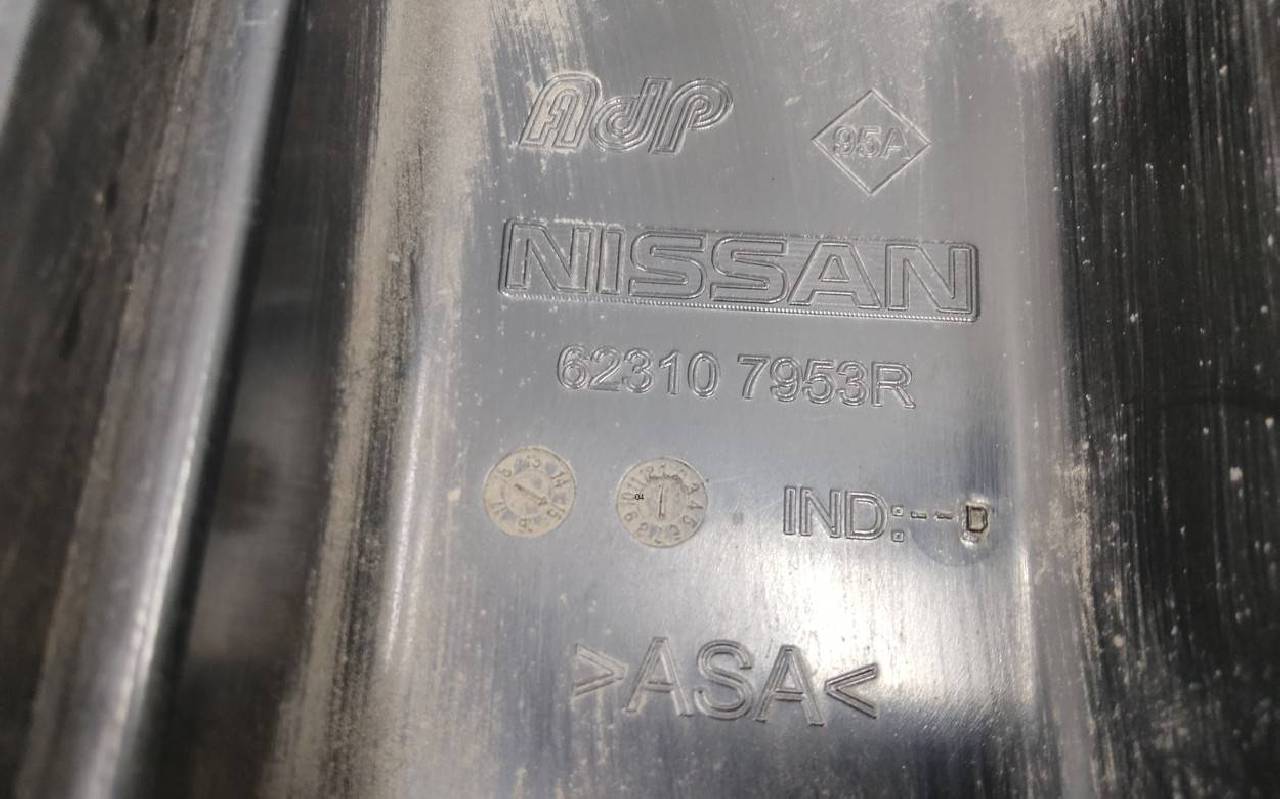 AdP
95A
NISSAN
62310 7953R
IND:--D
>ASA<